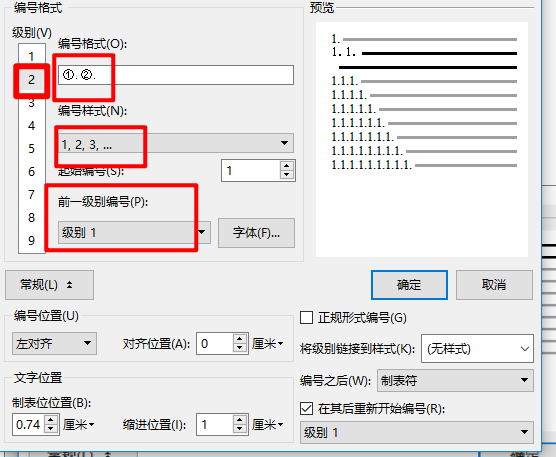 编号格式
级别(V)
1
2
3
4
5
6
7
8
9
编号格式(O):
①.②.
编号样式(N):
1, 2, 3, ...
起始编号(S):
1
前一级别编号(P):
级别 1
字体(F)...
预览
1.
1. 1.
1.1.1.
1.1.1.1.
1.1.1.1.1.
1.1.1.1.1.1.
1.1.1.1.1.1.1.
1.1.1.1.1.1.1.1.
1.1.1.1.1.1.1.1.1.
常规(L)
确定
取消
编号位置(U)
左对齐
对齐位置(A):
0
厘米
文字位置
制表位位置(B):
0.74
厘米
缩进位置(I):
1
厘米
正规形式编号(G)
将级别链接到样式(K):
(无样式)
编号之后(W):
制表符
在其后重新开始编号(R):
级别 1